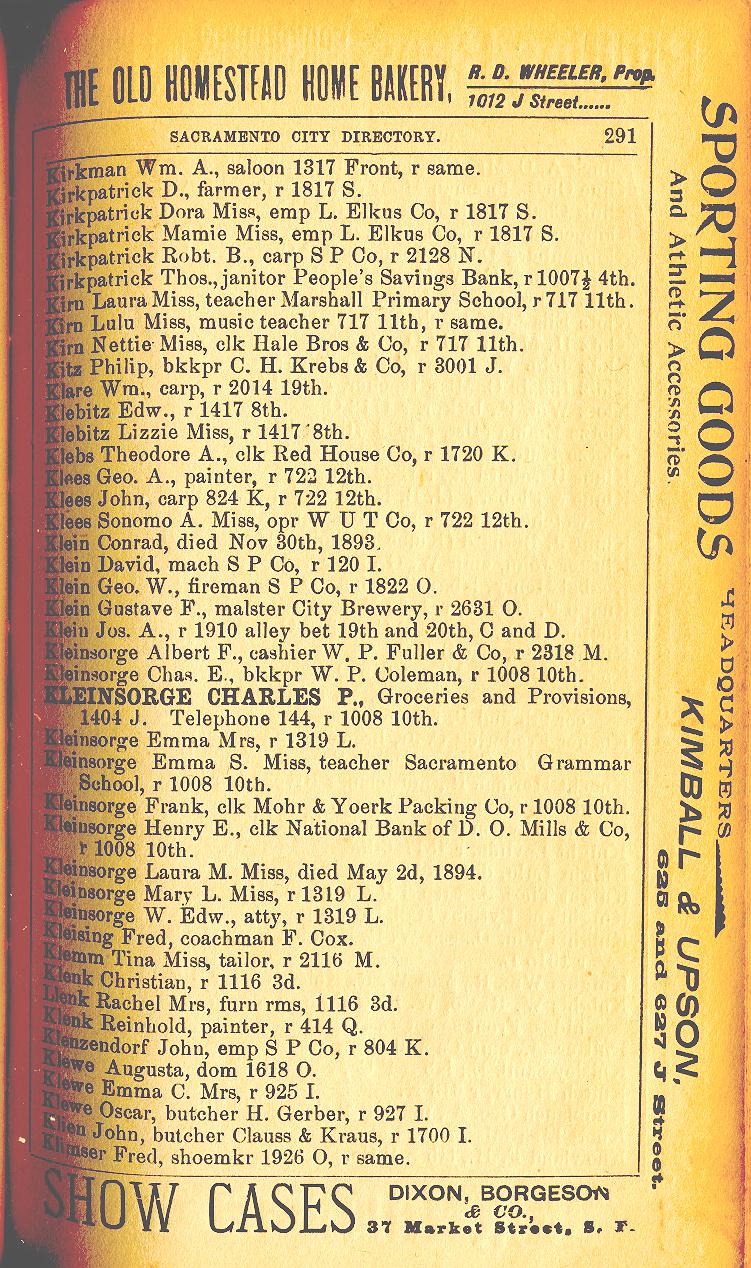 THE OLD HOMESTEAD HOME BAKERY, R. D. WHEELER, Prop.
1012 J Street......
SACRAMENTO CITY DIRECTORY. 291
Kirkman Wm. A., saloon 1317 Front, r same.
Kirkpatrick D., farmer, r 1817 S.
Kirkpatrick Dora Miss, emp L. Elkus Co, r 1817 S.
Kirkpatrick Mamie Miss, emp L. Elkus Co, r 1817 S.
Kirkpatrick Robt. B., carp S P Co, r 2128 N.
Kirkpatrick Thos., janitor People's Savings Bank, r 1007½ 4th.
Kirn Laura Miss, teacher Marshall Primary School, r 717 11th.
Kirn Lulu Miss, music teacher 717 11th, r same.
Kirn Nettie Miss, clk Hale Bros & Co, r 717 11th.
Kitz Philip, bkkpr C. H. Krebs & Co, r 3001 J.
Klare Wm., carp, r 2014 19th.
Klebitz Edw., r 1417 8th.
Klebitz Lizzie Miss, r 1417 8th.
Klebs Theodore A., clk Red House Co, r 1720 K.
Klees Geo. A., painter, r 722 12th.
Klees John, carp 824 K, r 722 12th.
Klees Sonomo A. Miss, opr W U T Co, r 722 12th.
Klein Conrad, died Nov 30th, 1893.
Klein David, mach S P Co, r 120 I.
Klein Geo. W., fireman S P Co, r 1822 O.
Klein Gustave F., malster City Brewery, r 2631 O.
Klein Jos. A., r 1910 alley bet 19th and 20th, C and D.
Kleinsorge Albert F., cashier W. P. Fuller & Co, r 2318 M.
Kleinsorge Chas. E., bkkpr W. P. Coleman, r 1008 10th.
KLEINSORGE CHARLES P., Groceries and Provisions,
1404 J. Telephone 144, r 1008 10th.
Kleinsorge Emma Mrs, r 1319 L.
Kleinsorge Emma S. Miss, teacher Sacramento Grammar
School, r 1008 10th.
Kleinsorge Frank, clk Mohr & Yoerk Packing Co, r 1008 10th.
Kleinsorge Henry E., clk National Bank of D. O. Mills & Co,
r 1008 10th.
Kleinsorge Laura M. Miss, died May 2d, 1894.
Kleinsorge Mary L. Miss, r 1319 L.
Kleinsorge W. Edw., atty, r 1319 L.
Kleising Fred, coachman F. Cox.
Klemm Tina Miss, tailor, r 2116 M.
Klenk Christian, r 1116 3d.
Llenk Rachel Mrs, furn rms, 1116 3d.
Klenk Reinhold, painter, r 414 Q.
Klenzendorf John, emp S P Co, r 804 K.
Klewe Augusta, dom 1618 O.
Klewe Emma C. Mrs, r 925 I.
Klewe Oscar, butcher H. Gerber, r 927 I.
Klien John, butcher Clauss & Kraus, r 1700 I.
Klimser Fred, shoemkr 1926 O, r same.
SPORTING GOODS
And Athletic Accessories.
HEADQUARTERS
KIMBALL & UPSON,
625 and 627 J Street.
SHOW CASES DIXON, BORGESON
& CO.,
37 Market Street, S. F.